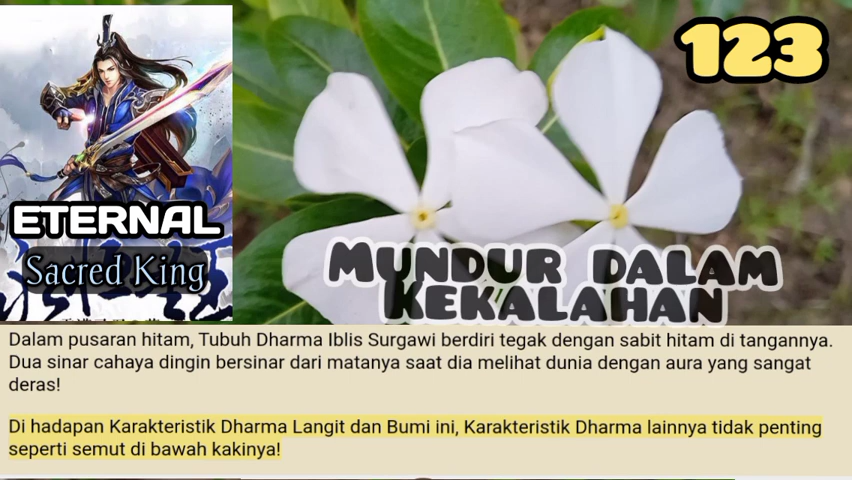 123
ETERNAL
Sacred King
MUNDUR DALAM
KEKALAHAN
Dalam pusaran hitam, Tubuh Dharma Iblis Surgawi berdiri tegak dengan sabit hitam di tangannya.
Dua sinar cahaya dingin bersinar dari matanya saat dia melihat dunia dengan aura yang sangat
deras!
Di hadapan Karakteristik Dharma Langit dan Bumi ini, Karakteristik Dharma lainnya tidak penting
seperti semut di bawah kakinya!